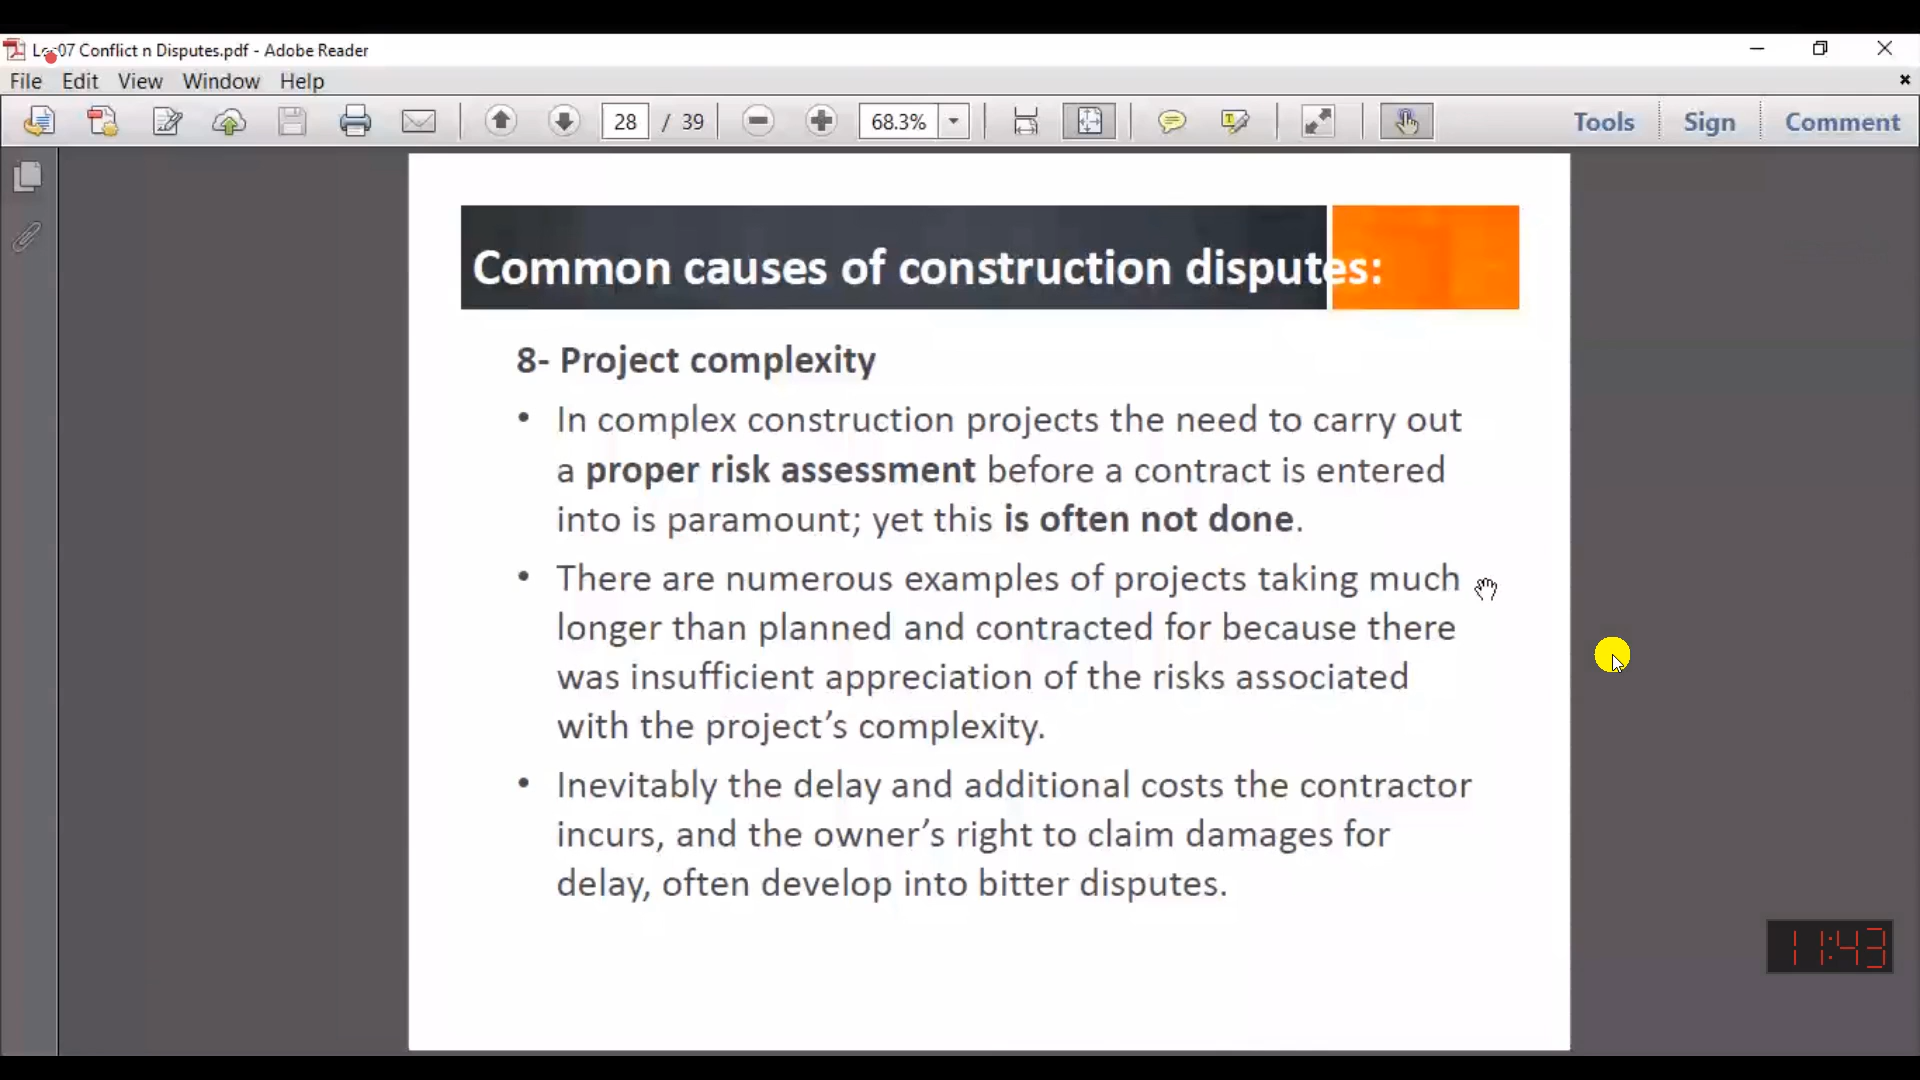 07 Conflict n Disputes.pdf - Adobe Reader
File Edit View Window Help
28 / 39 68.3% Tools Sign Comment
Common causes of construction disputes:
8- Project complexity
• In complex construction projects the need to carry out
a proper risk assessment before a contract is entered
into is paramount; yet this is often not done.
• There are numerous examples of projects taking much
longer than planned and contracted for because there
was insufficient appreciation of the risks associated
with the project’s complexity.
• Inevitably the delay and additional costs the contractor
incurs, and the owner’s right to claim damages for
delay, often develop into bitter disputes.
11:43